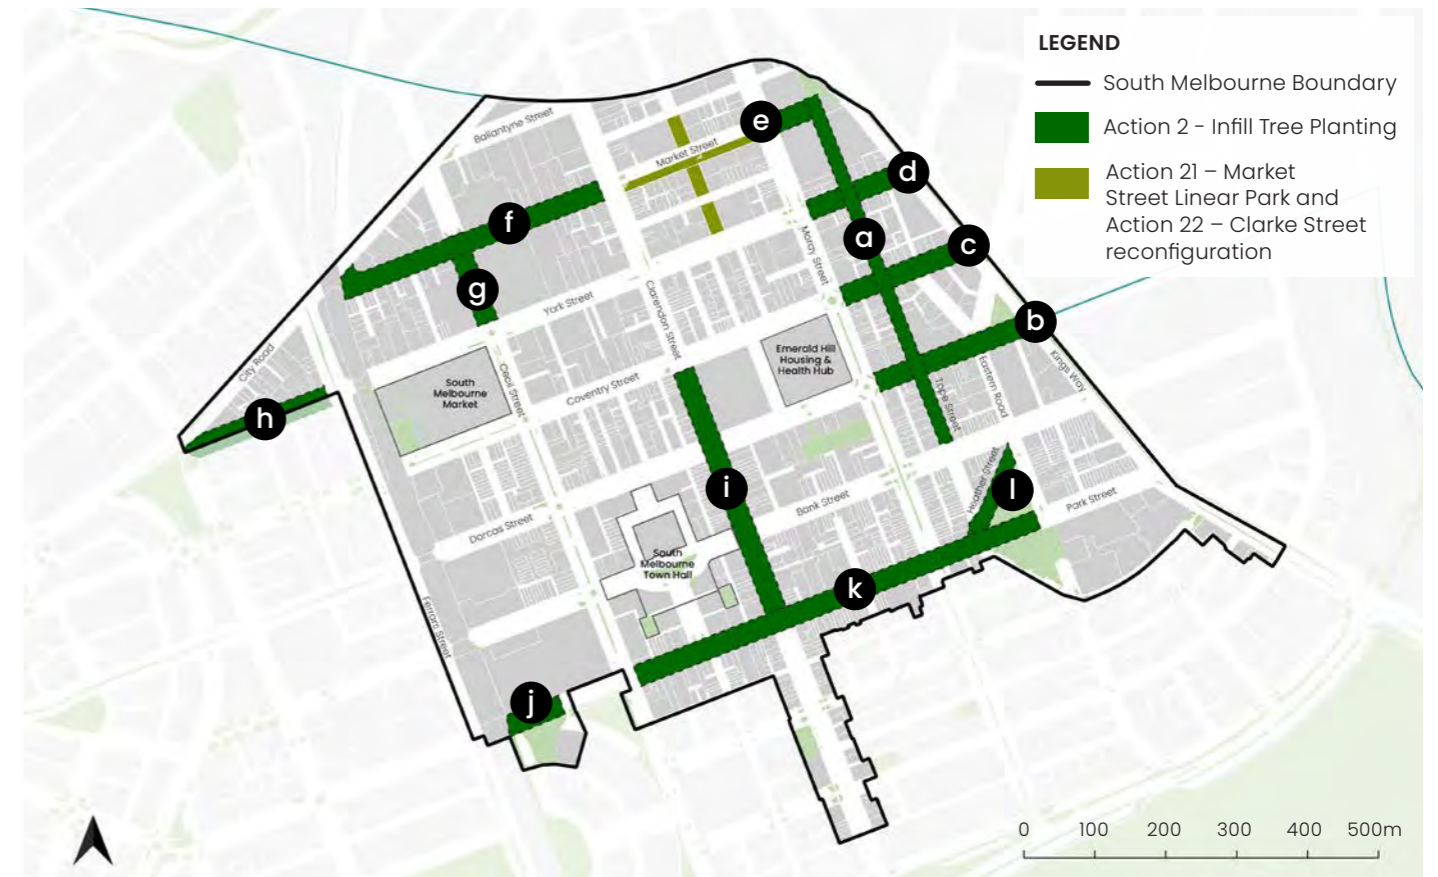 LEGEND
South Melbourne Boundary
Action 2 - Infill Tree Planting
Action 21 – Market
Street Linear Park and
Action 22 – Clarke Street
reconfiguration
Ballantyne Street
e
Market Street
d
f
a
c
Moray Street
g
York Street
Clarendon Street
b
City Road
Emerald Hill
Housing &
Health Hub
Kings Way
South
Melbourne
Market
Cecil Street
Coventry Street
Eastern Road
Tope Street
h
i
l
Heather Street
Bank Street
Park Street
Dorcas Street
South
Melbourne
Town Hall
k
Ferrars Street
j
0 100 200 300 400 500m